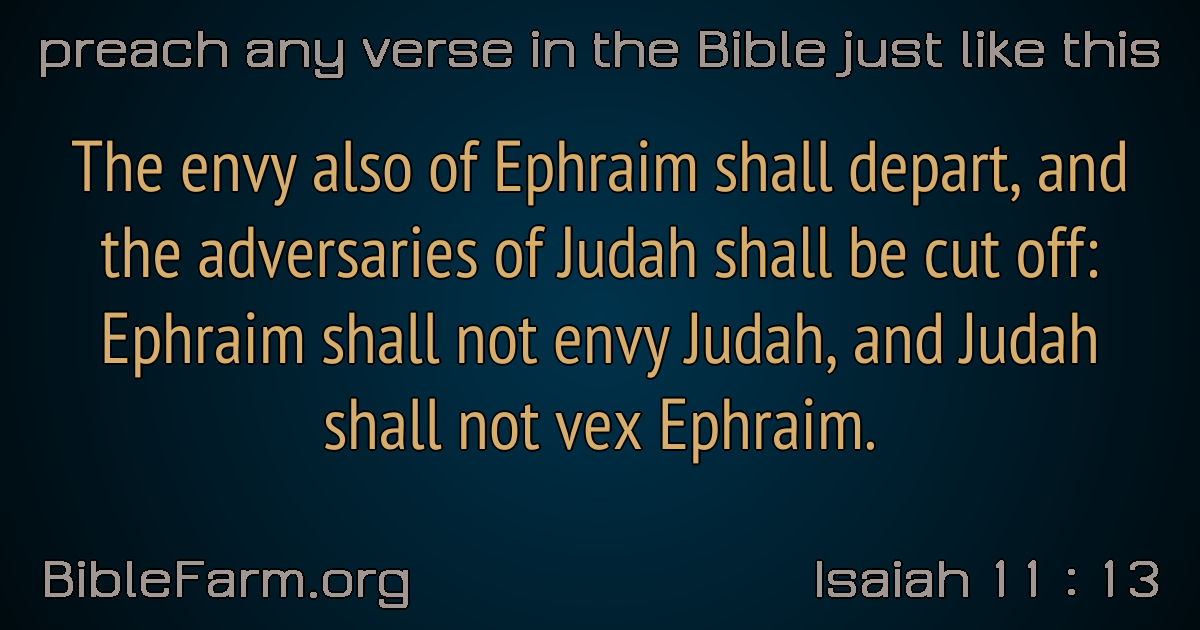 preach any verse in the Bible just like this
The envy also of Ephraim shall depart, and
the adversaries of Judah shall be cut off:
Ephraim shall not envy Judah, and Judah
shall not vex Ephraim.
BibleFarm.org
Isaiah 11 : 13